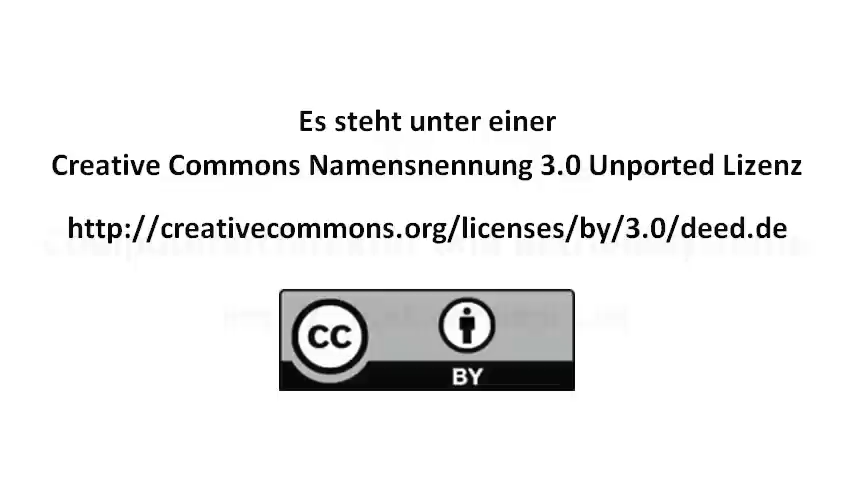 Es steht unter einer
Creative Commons Namensnennung 3.0 Unported Lizenz
http://creativecommons.org/licenses/by/3.0/deed.de
CC
BY